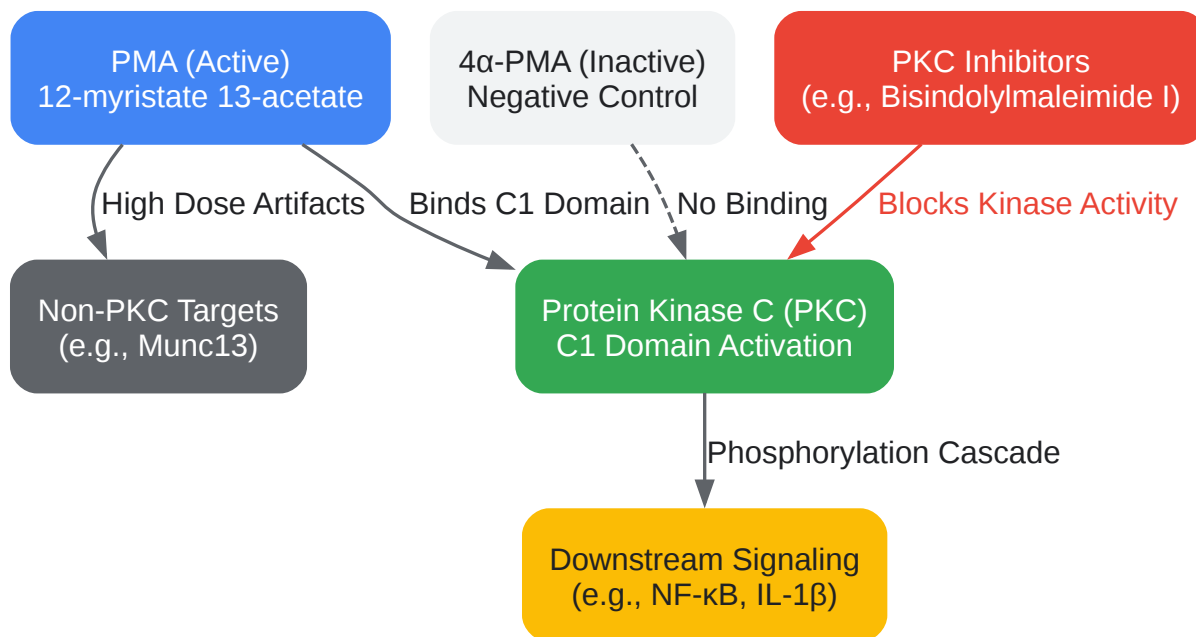 PMA (Active)
12-myristate 13-acetate
4α-PMA (Inactive)
Negative Control
PKC Inhibitors
(e.g., Bisindolylmaleimide I)
High Dose Artifacts
Binds C1 Domain
No Binding
Blocks Kinase Activity
Non-PKC Targets
(e.g., Munc13)
Protein Kinase C (PKC)
C1 Domain Activation
Phosphorylation Cascade
Downstream Signaling
(e.g., NF-κB, IL-1β)